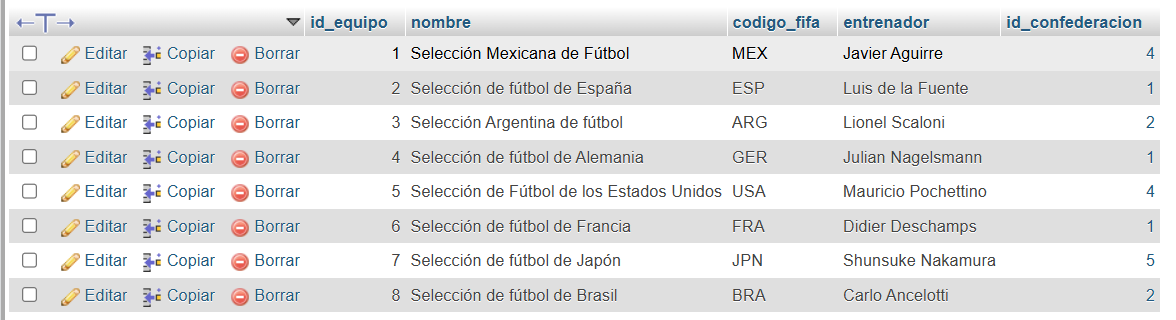 id_equipo nombre codigo_fifa entrenador id_confederacion
Editar Copiar Borrar 1 Selección Mexicana de Fútbol MEX Javier Aguirre 4
Editar Copiar Borrar 2 Selección de fútbol de España ESP Luis de la Fuente 1
Editar Copiar Borrar 3 Selección Argentina de fútbol ARG Lionel Scaloni 2
Editar Copiar Borrar 4 Selección de fútbol de Alemania GER Julian Nagelsmann 1
Editar Copiar Borrar 5 Selección de Fútbol de los Estados Unidos USA Mauricio Pochettino 4
Editar Copiar Borrar 6 Selección de fútbol de Francia FRA Didier Deschamps 1
Editar Copiar Borrar 7 Selección de fútbol de Japón JPN Shunsuke Nakamura 5
Editar Copiar Borrar 8 Selección de fútbol de Brasil BRA Carlo Ancelotti 2